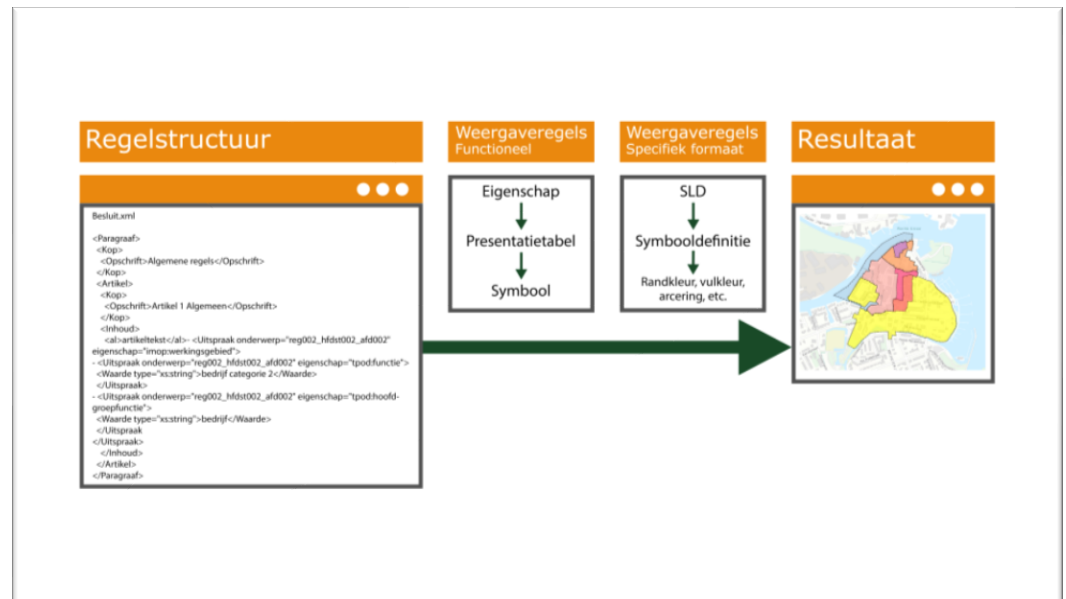 Regelstructuur
Besluit.xml
<Paragraaf>
<Kop>
<Opschrift>Algemene regels</Opschrift>
</Kop>
<Artikel>
<Kop>
<Opschrift>Artikel 1 Algemeen</Opschrift>
</Kop>
<Inhoud>
<al>artikeltekst</al>- <Uitspraak onderwerp="reg002_hfdst002_afd002"
eigenschap="imop:werkingsgebied">
- <Uitspraak onderwerp="reg002_hfdst002_afd002" eigenschap="tpod:functie">
<Waarde type="xs:string">bedrijf categorie 2</Waarde>
</Uitspraak>
- <Uitspraak onderwerp="reg002_hfdst002_afd002" eigenschap="tpod:hoofd-
groepfunctie">
<Waarde type="xs:string">bedrijf</Waarde>
</Uitspraak
</Uitspraak>
</Inhoud>
</Artikel>
</Paragraaf>
Weergaveregels
Functioneel
Eigenschap
Presentatietabel
Symbool
Weergaveregels
Specifiek formaat
SLD
Symbooldefinitie
Randkleur, vulkleur,
arcering, etc.
Resultaat